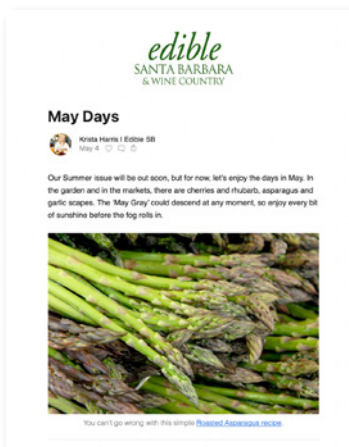 edible
SANTA BARBARA
& WINE COUNTRY
May Days
Krista Harris | Edible SB
May 4
Our Summer issue will be out soon, but for now, let's enjoy the days in May. In
the garden and in the markets, there are cherries and rhubarb, asparagus and
garlic scapes. The 'May Gray' could descend at any moment, so enjoy every bit
of sunshine before the fog rolls in.
You can't go wrong with this simple Roasted Asparagus recipe.